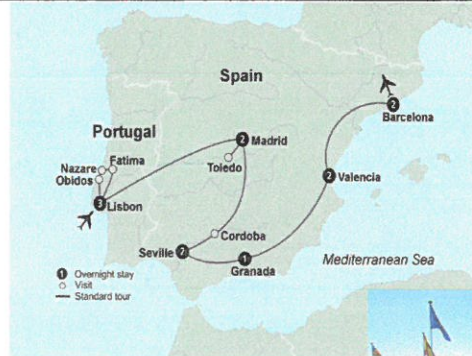 Spain
Portugal
Nazare
Fatima
Obidos
3
Lisbon
2
Madrid
Toledo
2
Barcelona
2
Valencia
Cordoba
Seville
2
1
Granada
Mediterranean Sea
1 Overnight stay
Visit
Standard tour